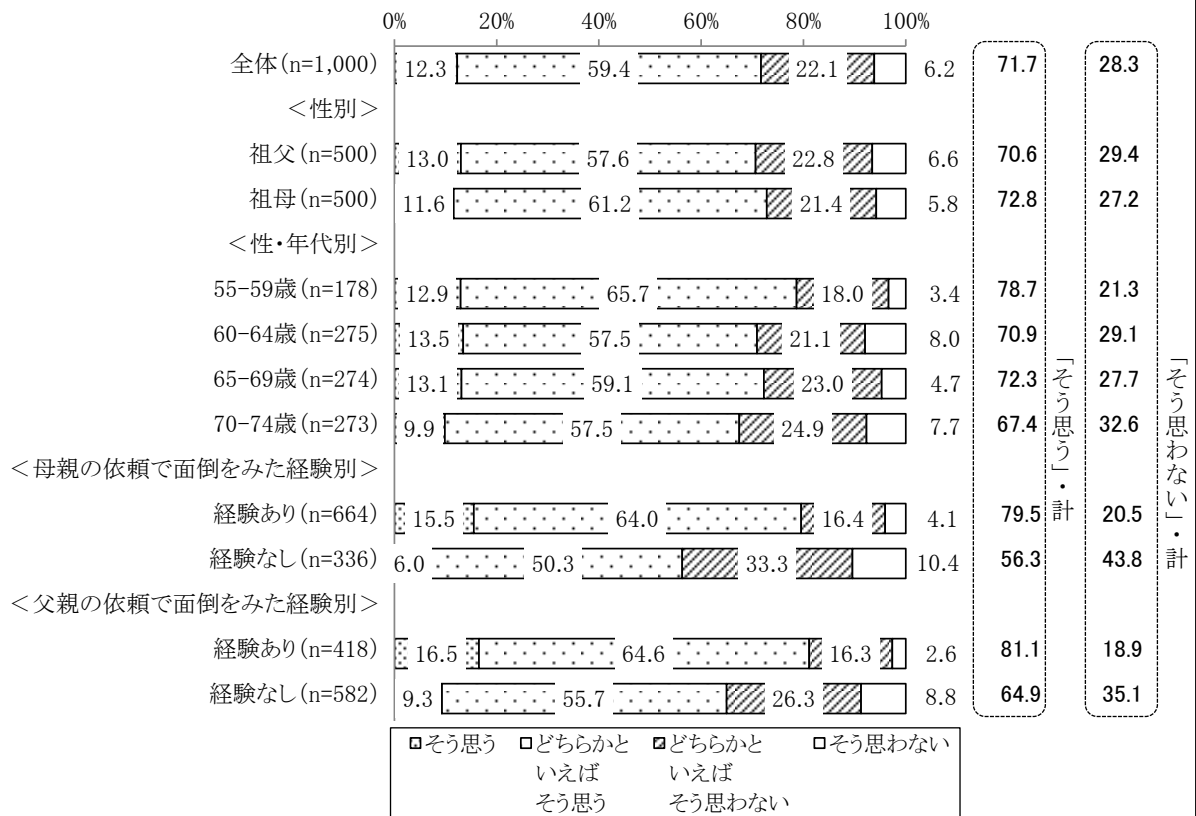 0% 20% 40% 60% 80% 100%
全体(n=1,000) 12.3 59.4 22.1 6.2 71.7 28.3
＜性別＞
祖父(n=500) 13.0 57.6 22.8 6.6 70.6 29.4
祖母(n=500) 11.6 61.2 21.4 5.8 72.8 27.2
＜性・年代別＞
55-59歳(n=178) 12.9 65.7 18.0 3.4 78.7 21.3
60-64歳(n=275) 13.5 57.5 21.1 8.0 70.9 29.1
65-69歳(n=274) 13.1 59.1 23.0 4.7 72.3 27.7
70-74歳(n=273) 9.9 57.5 24.9 7.7 67.4 32.6
＜母親の依頼で面倒をみた経験別＞
経験あり(n=664) 15.5 64.0 16.4 4.1 79.5 20.5
経験なし(n=336) 6.0 50.3 33.3 10.4 56.3 43.8
＜父親の依頼で面倒をみた経験別＞
経験あり(n=418) 16.5 64.6 16.3 2.6 81.1 18.9
経験なし(n=582) 9.3 55.7 26.3 8.8 64.9 35.1
「そう思う」・計
「そう思わない」・計
そう思う どちらかと どちらかと そう思わない
いえば いえば
そう思う そう思わない